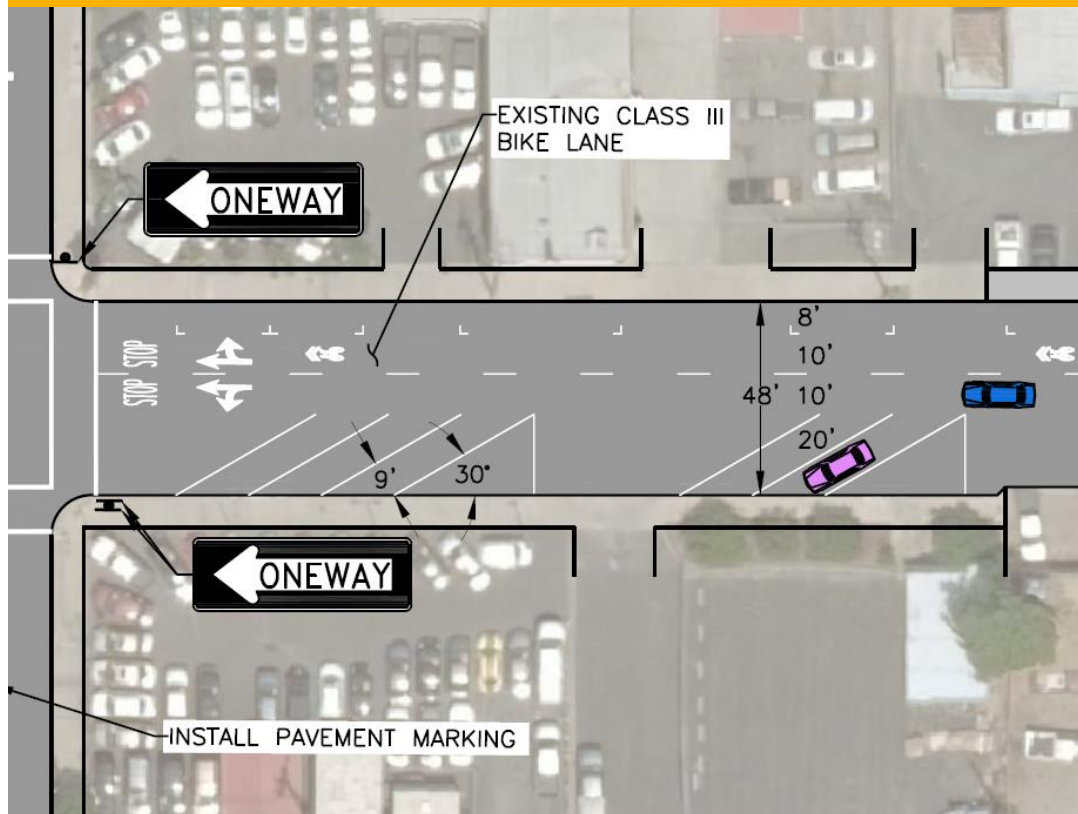 EXISTING CLASS III
BIKE LANE
ONEWAY
8'
STOP STOP
10'
48' 10'
20'
9' 30°
ONEWAY
INSTALL PAVEMENT MARKING